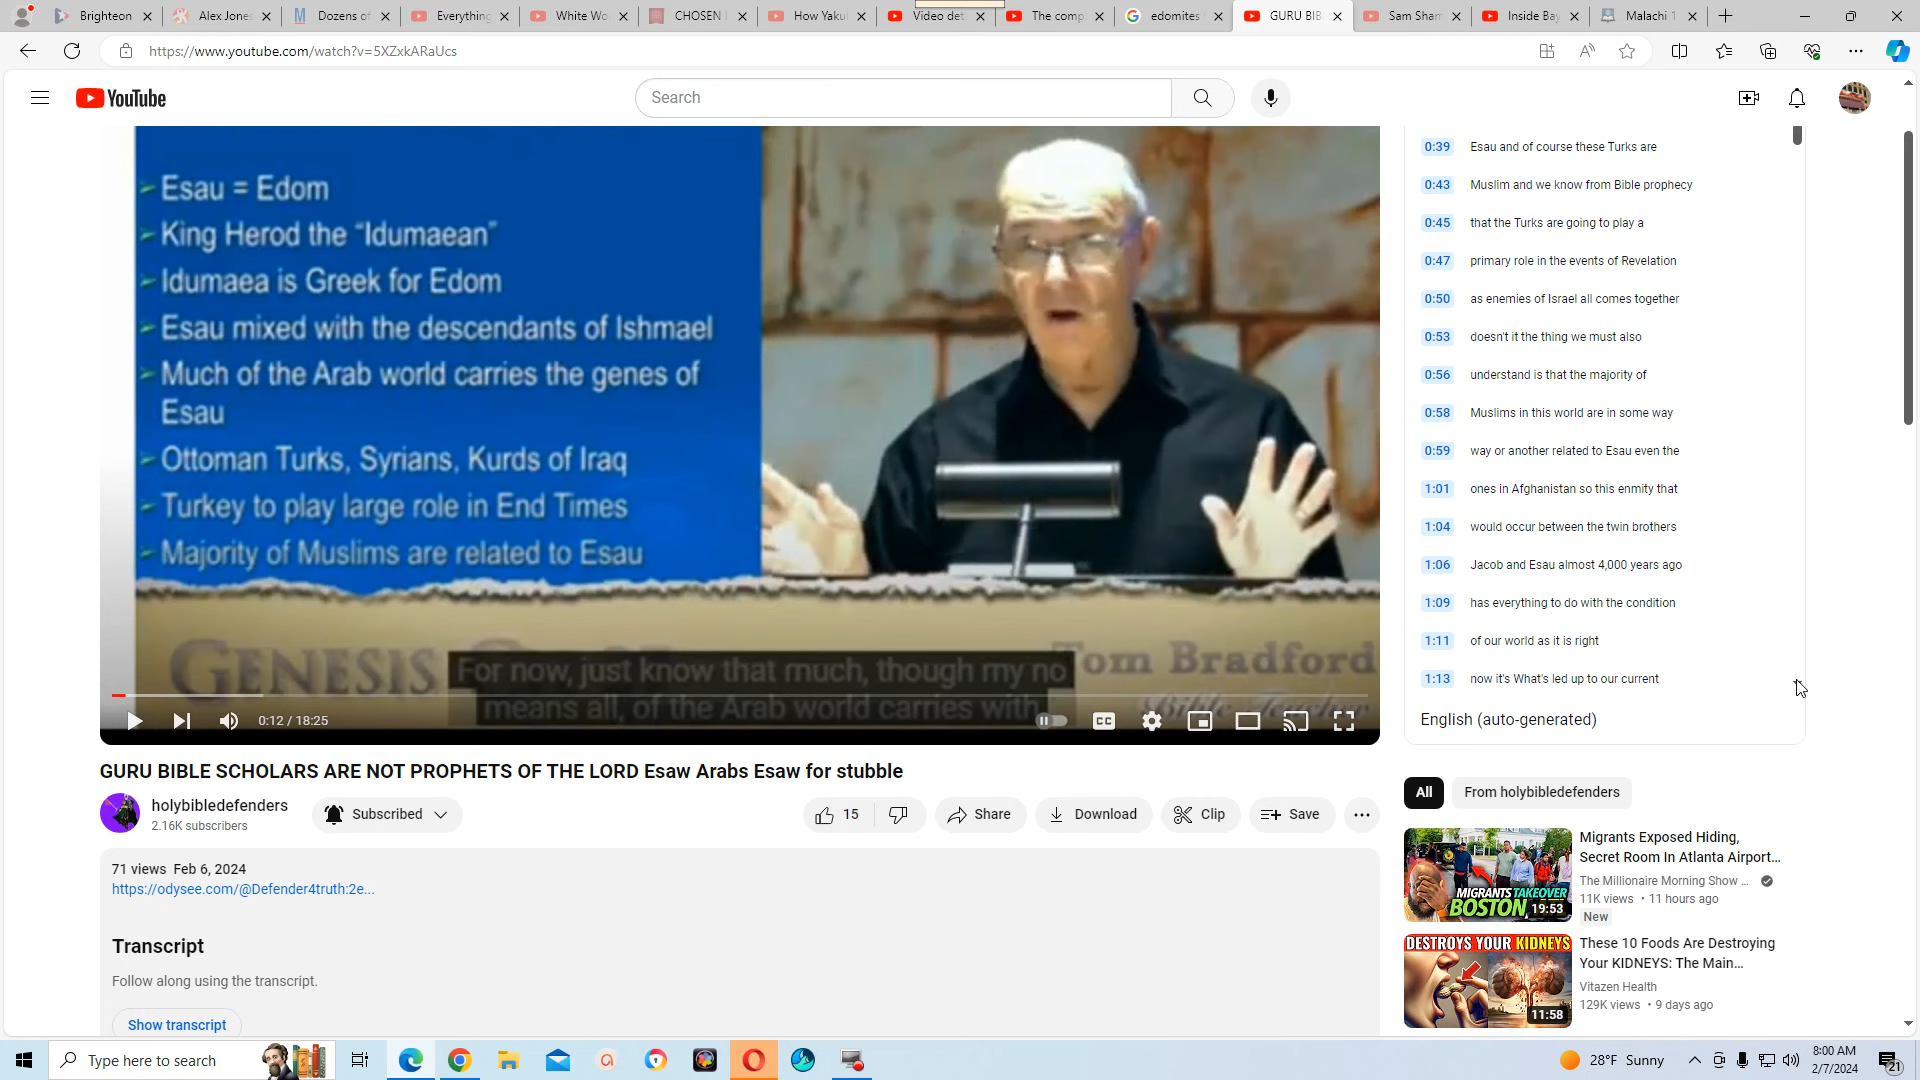 Brighteon
Alex Jone
Dozens of
Everything
White Wo
CHOSEN
How Yaku
Video det
The comp
edomites
GURU BIB
Sam Sham
Inside Bay
Malachi 1
https://www.youtube.com/watch?v=5XZxkARaUcs
YouTube
Search
Esau = Edom
King Herod the “Idumaean”
Idumaea is Greek for Edom
Esau mixed with the descendants of Ishmael
Much of the Arab world carries the genes of
Esau
Ottoman Turks, Syrians, Kurds of Iraq
Turkey to play large role in End Times
Majority of Muslims are related to Esau
GENESIS
Tom Bradford
Bible Teacher
For now, just know that much, though my no
means all, of the Arab world carries with
0:12 / 18:25
CC
0:39 Esau and of course these Turks are
0:43 Muslim and we know from Bible prophecy
0:45 that the Turks are going to play a
0:47 primary role in the events of Revelation
0:50 as enemies of Israel all comes together
0:53 doesn't it the thing we must also
0:56 understand is that the majority of
0:58 Muslims in this world are in some way
0:59 way or another related to Esau even the
1:01 ones in Afghanistan so this enmity that
1:04 would occur between the twin brothers
1:06 Jacob and Esau almost 4,000 years ago
1:09 has everything to do with the condition
1:11 of our world as it is right
1:13 now it's What's led up to our current
English (auto-generated)
GURU BIBLE SCHOLARS ARE NOT PROPHETS OF THE LORD Esaw Arabs Esaw for stubble
holybibledefenders
2.16K subscribers
Subscribed
15
Share
Download
Clip
Save
71 views Feb 6, 2024
https://odysee.com/@Defender4truth:2e...
Transcript
Follow along using the transcript.
Show transcript
All
From holybibledefenders
MIGRANTS TAKEOVER
BOSTON
19:53
Migrants Exposed Hiding,
Secret Room In Atlanta Airport...
The Millionaire Morning Show ...
11K views • 11 hours ago
New
DESTROYS YOUR KIDNEYS
11:58
These 10 Foods Are Destroying
Your KIDNEYS: The Main...
Vitazen Health
129K views • 9 days ago
Type here to search
28°F Sunny
8:00 AM
2/7/2024
21